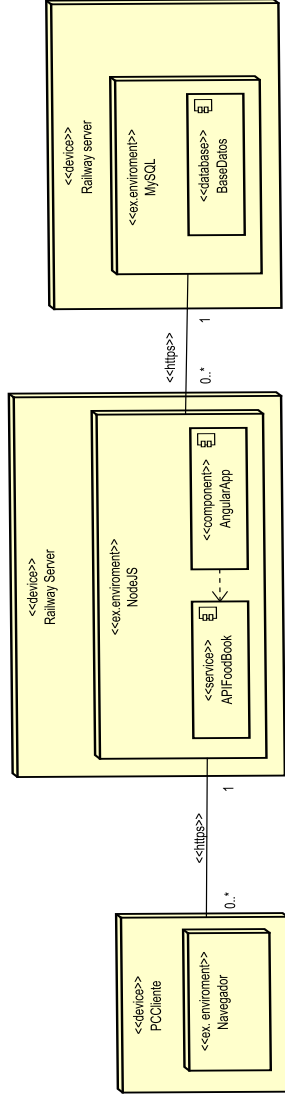 <<device>>
PCCliente
<<ex. enviroment>>
Navegador
0..*
<<https>>
1
<<device>>
Railway Server
<<ex.enviroment>>
NodeJS
<<service>>
APIFoodBook
<<component>>
AngularApp
0..*
<<https>>
1
<<device>>
Railway server
<<ex.enviroment>>
MySQL
<<database>>
BaseDatos